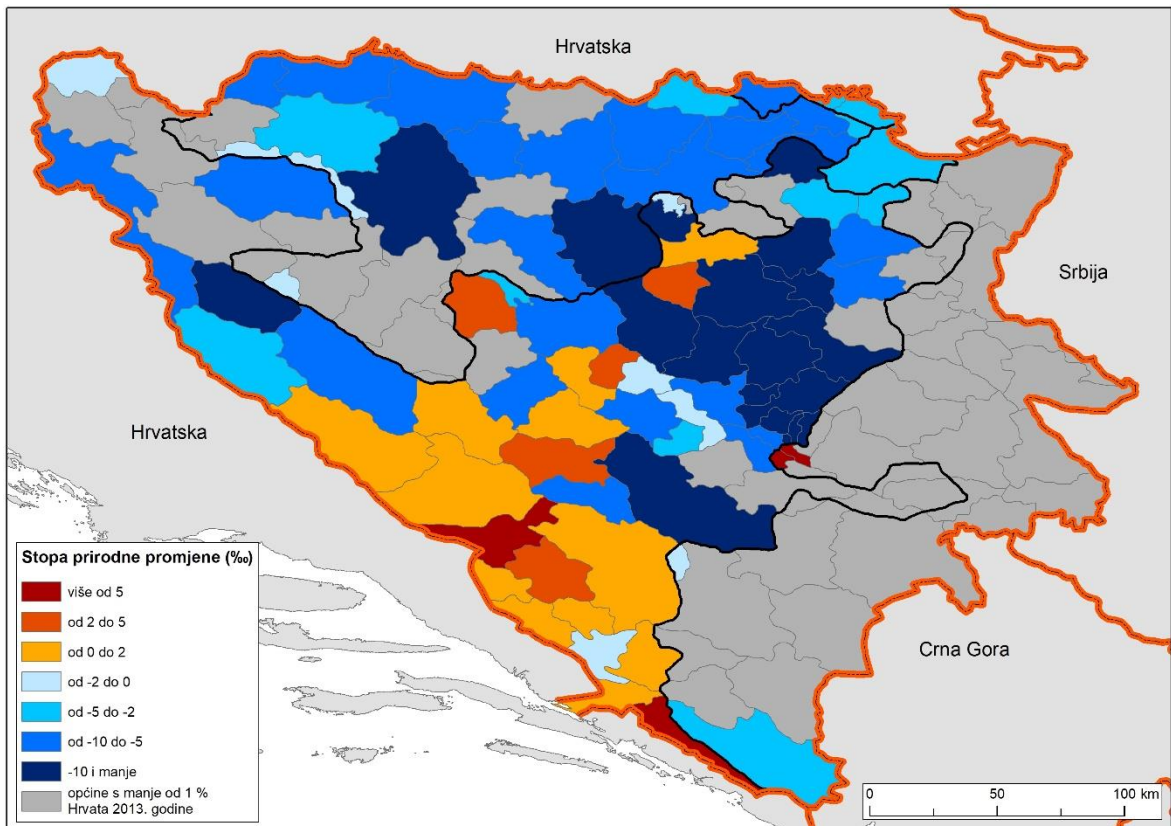 Hrvatska
Srbija
Hrvatska
Crna Gora
Stopa prirodne promjene (‰)
više od 5
od 2 do 5
od 0 do 2
od -2 do 0
od -5 do -2
od -10 do -5
-10 i manje
općine s manje od 1 %
Hrvata 2013. godine
0 50 100 km